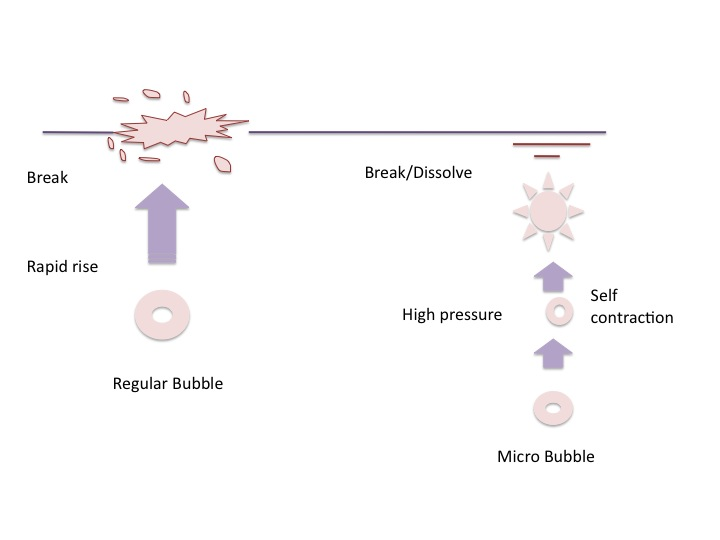 Break
Rapid rise
Regular Bubble
Break/Dissolve
High pressure
Self
contraction
Micro Bubble